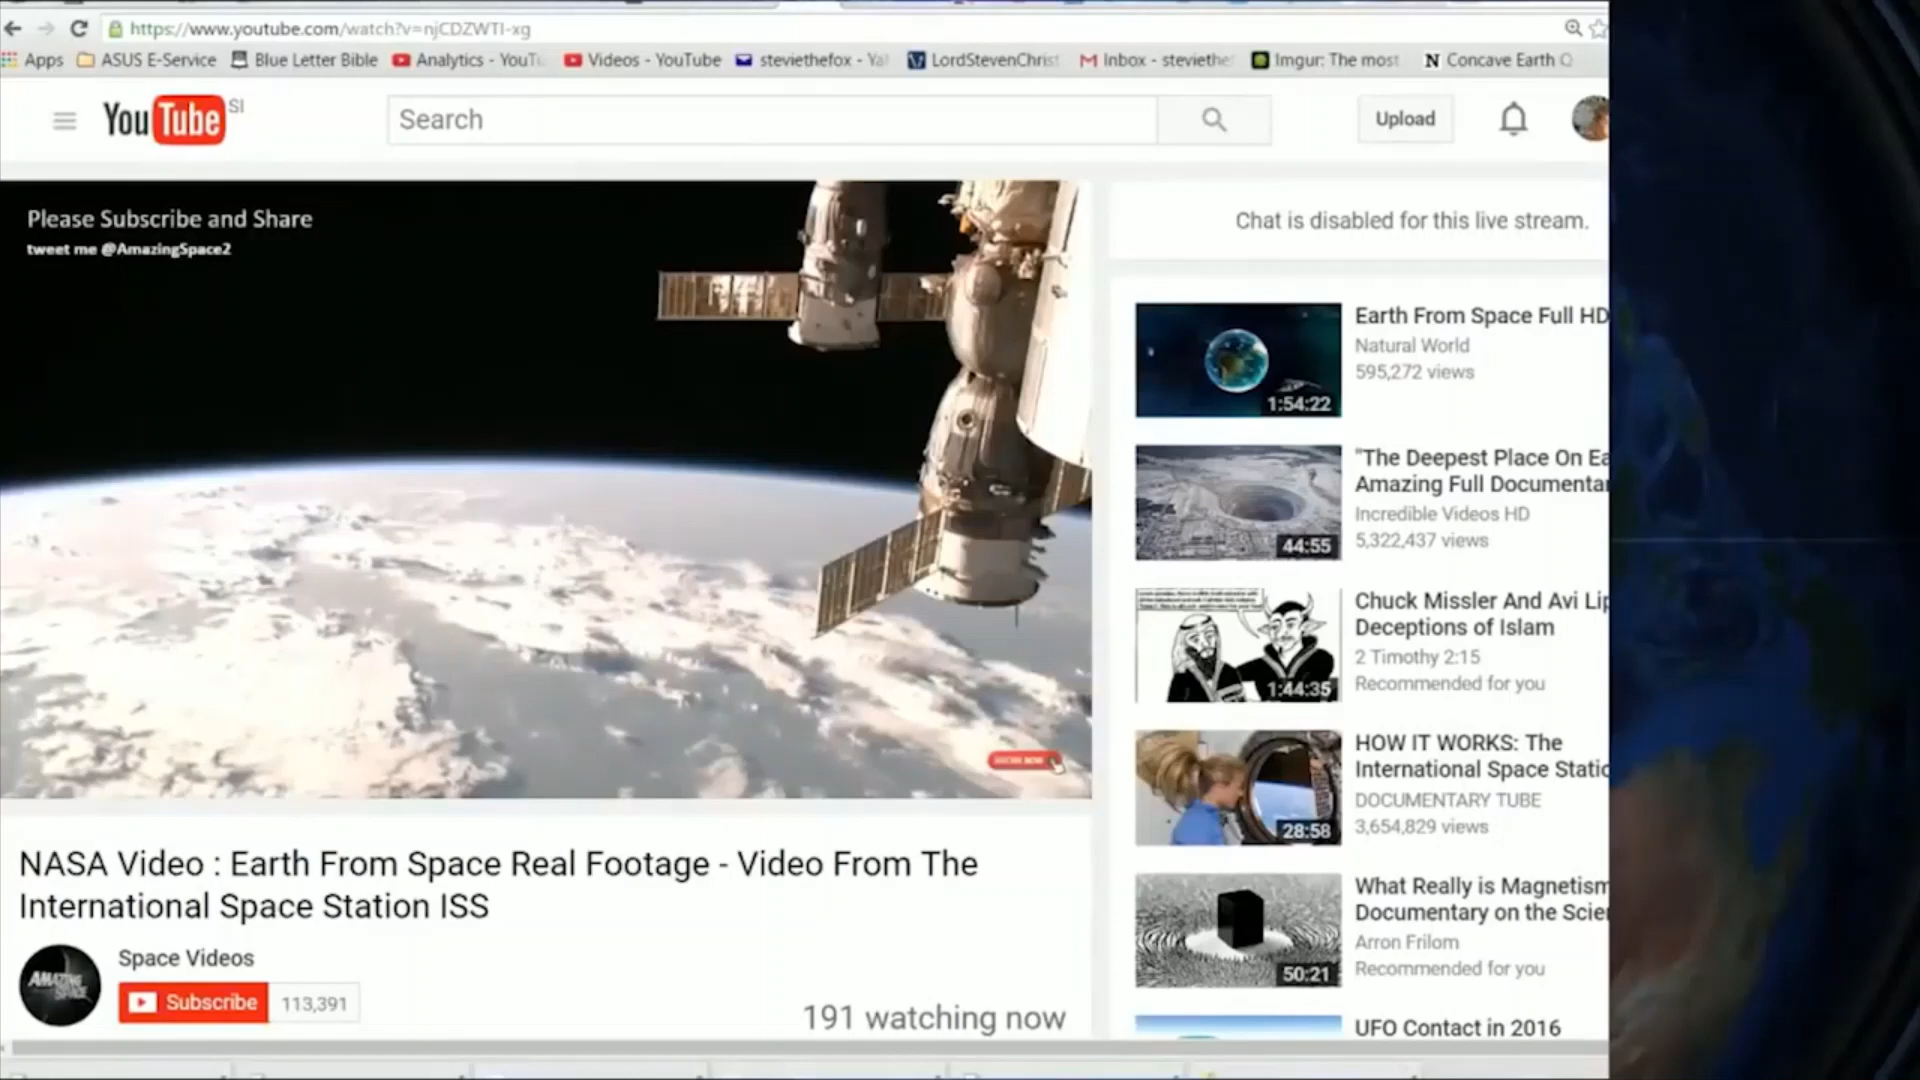 https://www.youtube.com/watch?v=njCDZWTI-xg
Apps ASUS E-Service Blue Letter Bible Analytics - YouTu Videos - YouTube steviethefox - Ya LordStevenChrist Inbox - steviethe Imgur: The most Concave Earth
YouTube SI
Search
Upload
Please Subscribe and Share
tweet me @AmazingSpace2
Chat is disabled for this live stream.
Earth From Space Full HD
Natural World
595,272 views
1:54:22
"The Deepest Place On Ea
Amazing Full Documentar
Incredible Videos HD
5,322,437 views
44:55
Chuck Missler And Avi Lip
Deceptions of Islam
2 Timothy 2:15
Recommended for you
1:44:35
HOW IT WORKS: The
International Space Static
DOCUMENTARY TUBE
3,654,829 views
28:58
What Really is Magnetism
Documentary on the Scie
Arron Frilom
Recommended for you
50:21
UFO Contact in 2016
NASA Video : Earth From Space Real Footage - Video From The
International Space Station ISS
AMAZING
SPACE
Space Videos
Subscribe 113,391
191 watching now